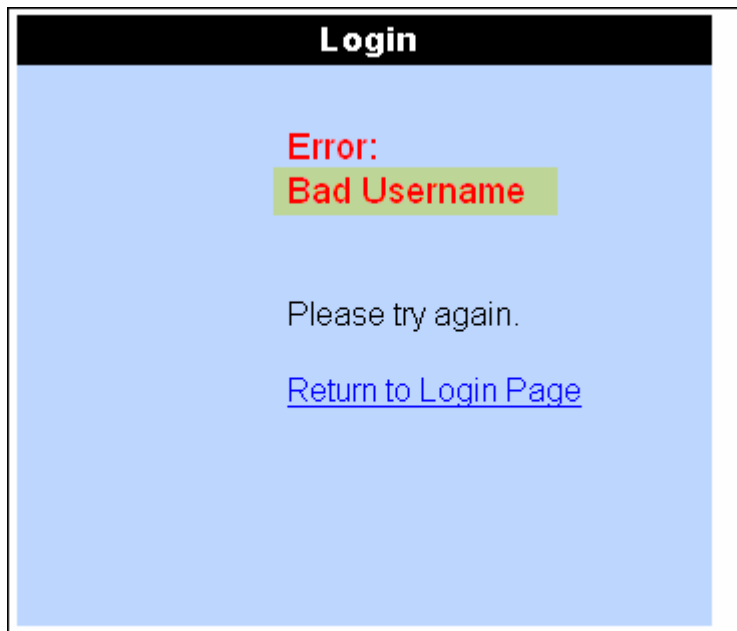 Login
Error:
Bad Username
Please try again.
Return to Login Page